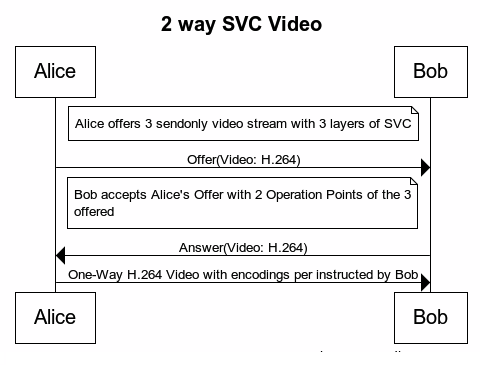 2 way SVC Video
Alice
Bob
Alice offers 3 sendonly video stream with 3 layers of SVC
Offer(Video: H.264)
Bob accepts Alice's Offer with 2 Operation Points of the 3
offered
Answer(Video: H.264)
One-Way H.264 Video with encodings per instructed by Bob
Alice
Bob